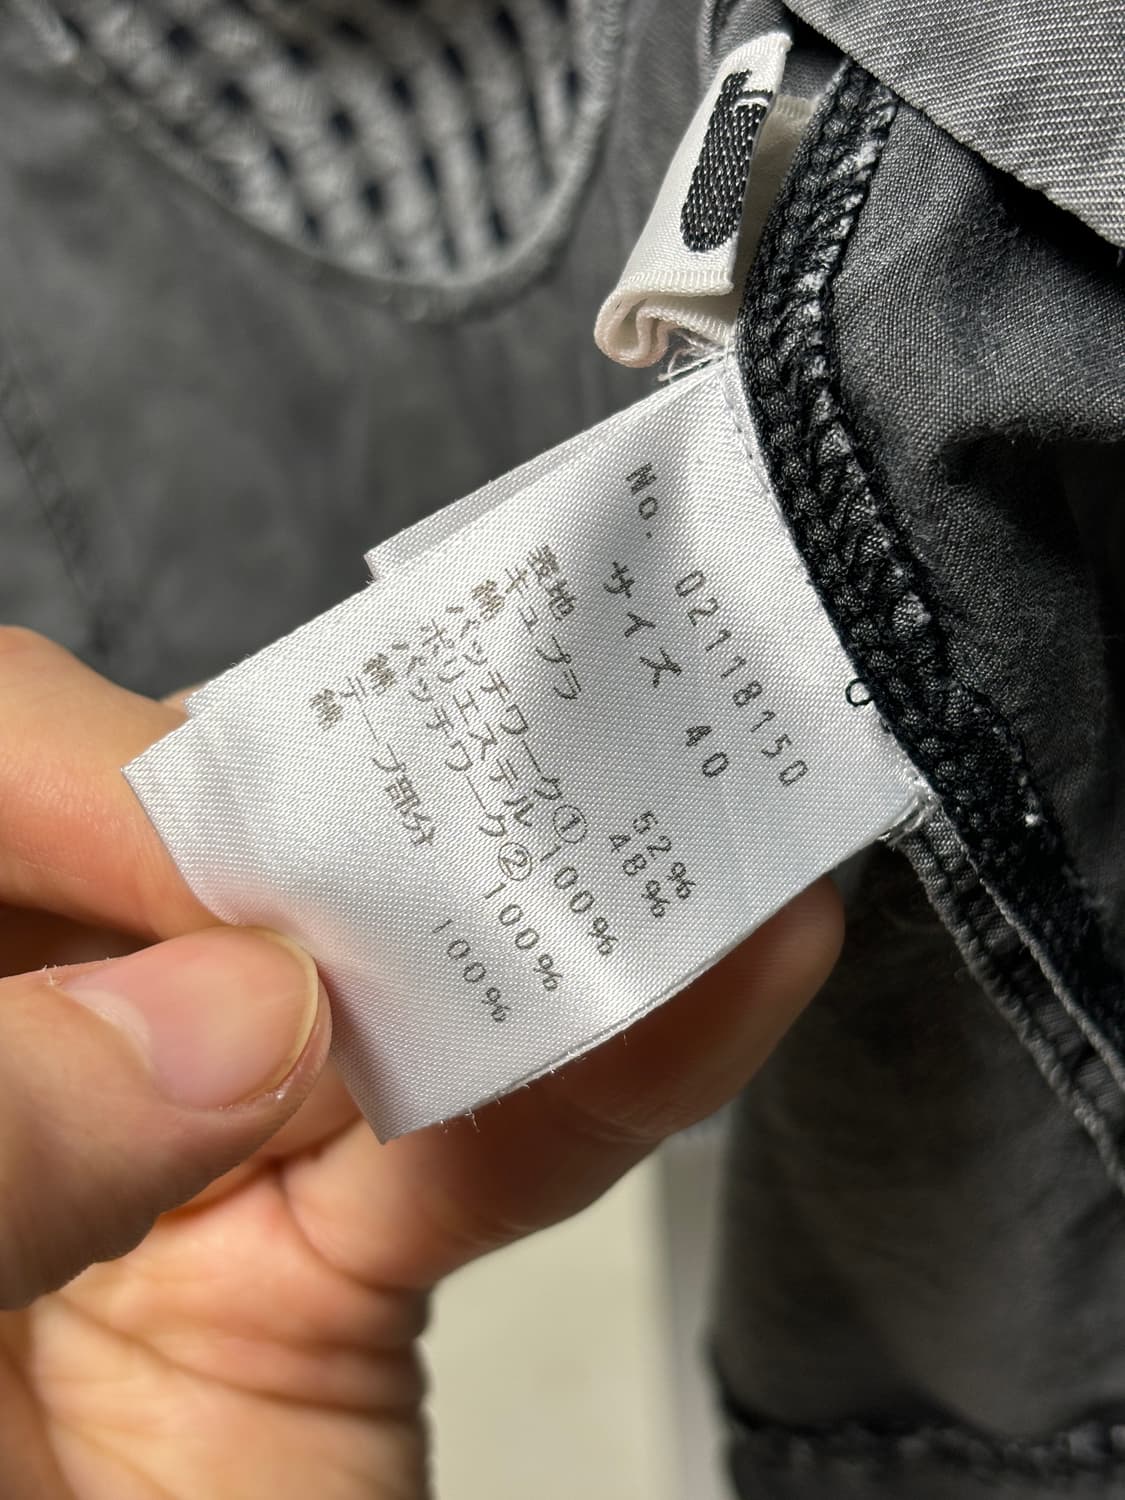 No. 02118150
サイズ 40
表地
キュプラ 52%
綿 48%
パッチワーク①
ポリエステル 100%
パッチワーク②
綿 100%
テープ部分
綿 100%